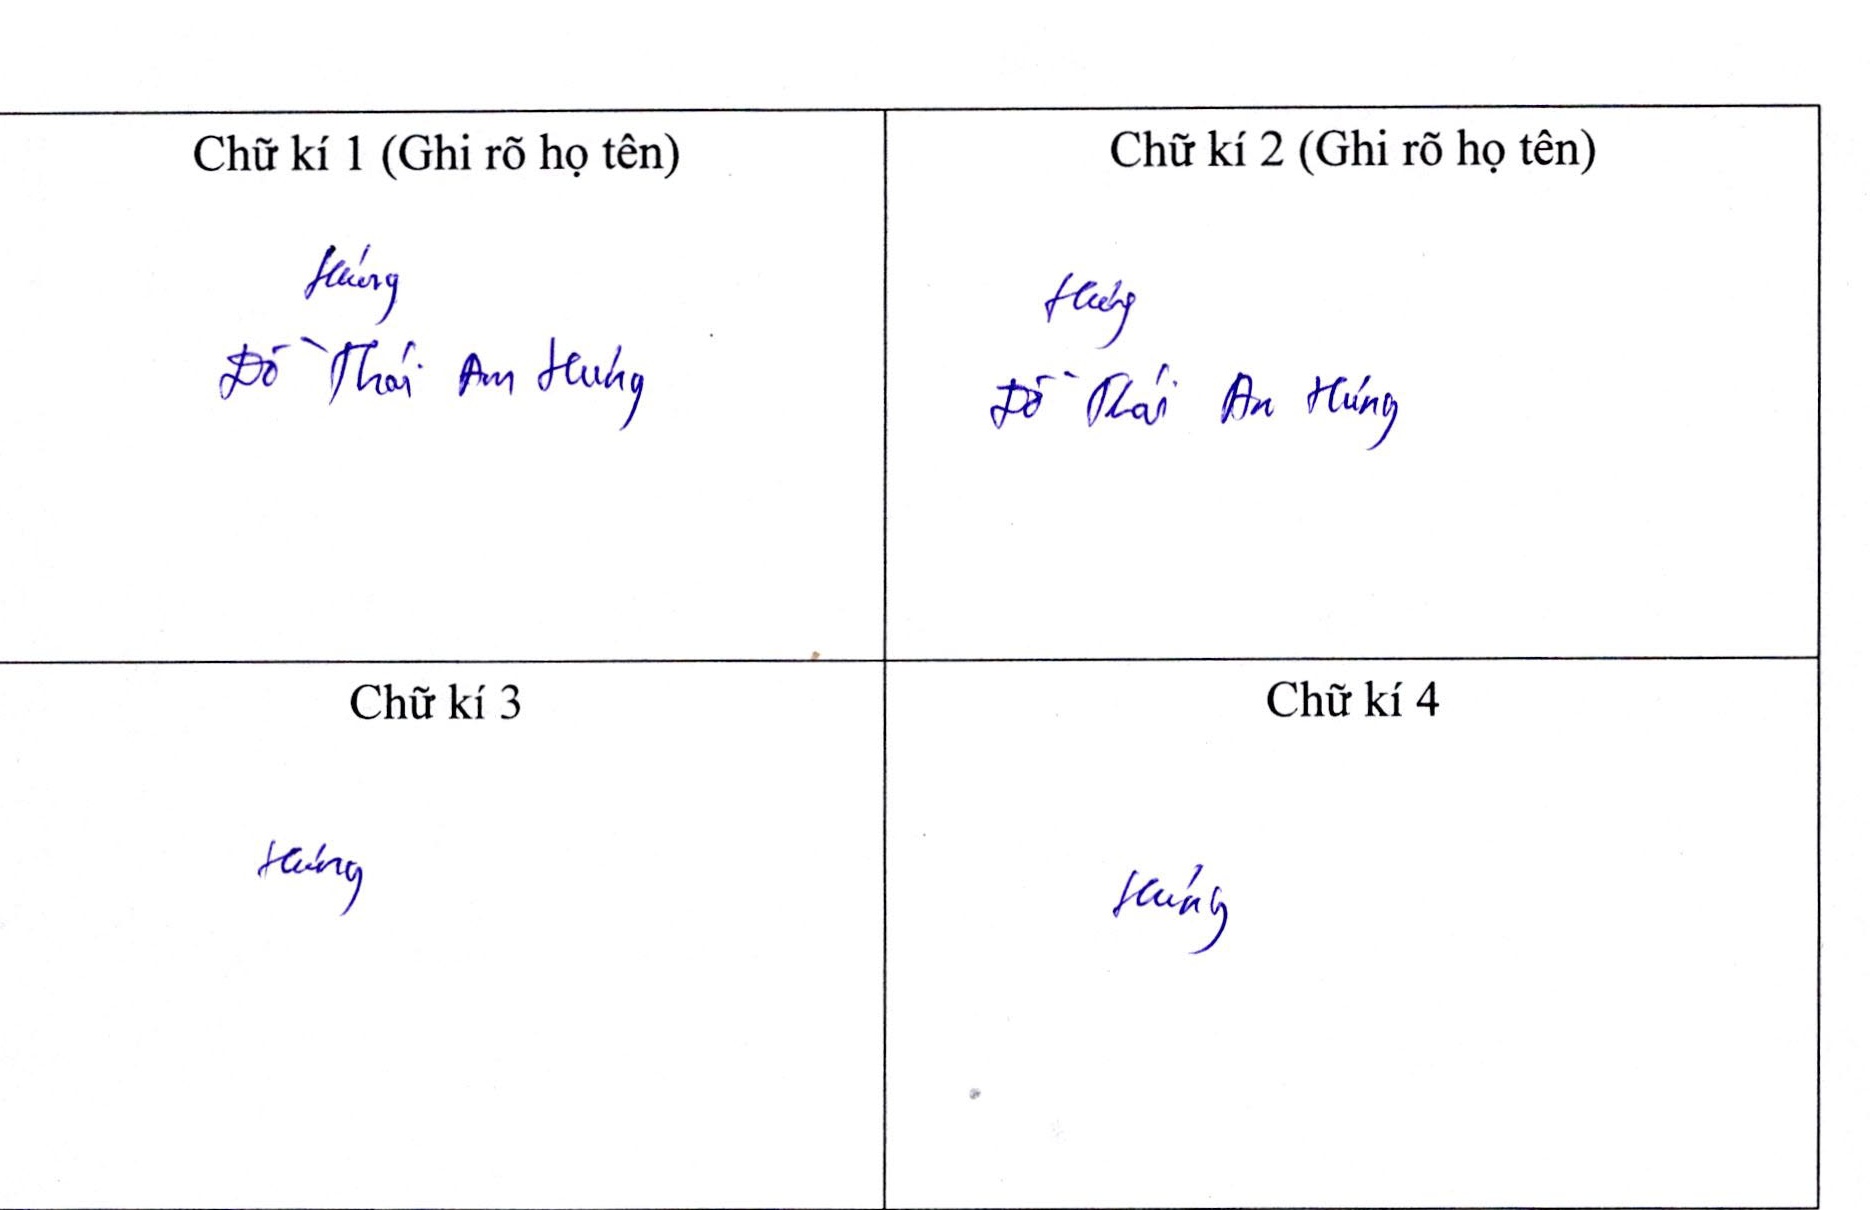 Chữ kí 1 (Ghi rõ họ tên)
Hưng
Đỗ Thái An Hưng
Chữ kí 2 (Ghi rõ họ tên)
Hưng
Đỗ Thái An Hưng
Chữ kí 3
Hưng
Chữ kí 4
Hưng